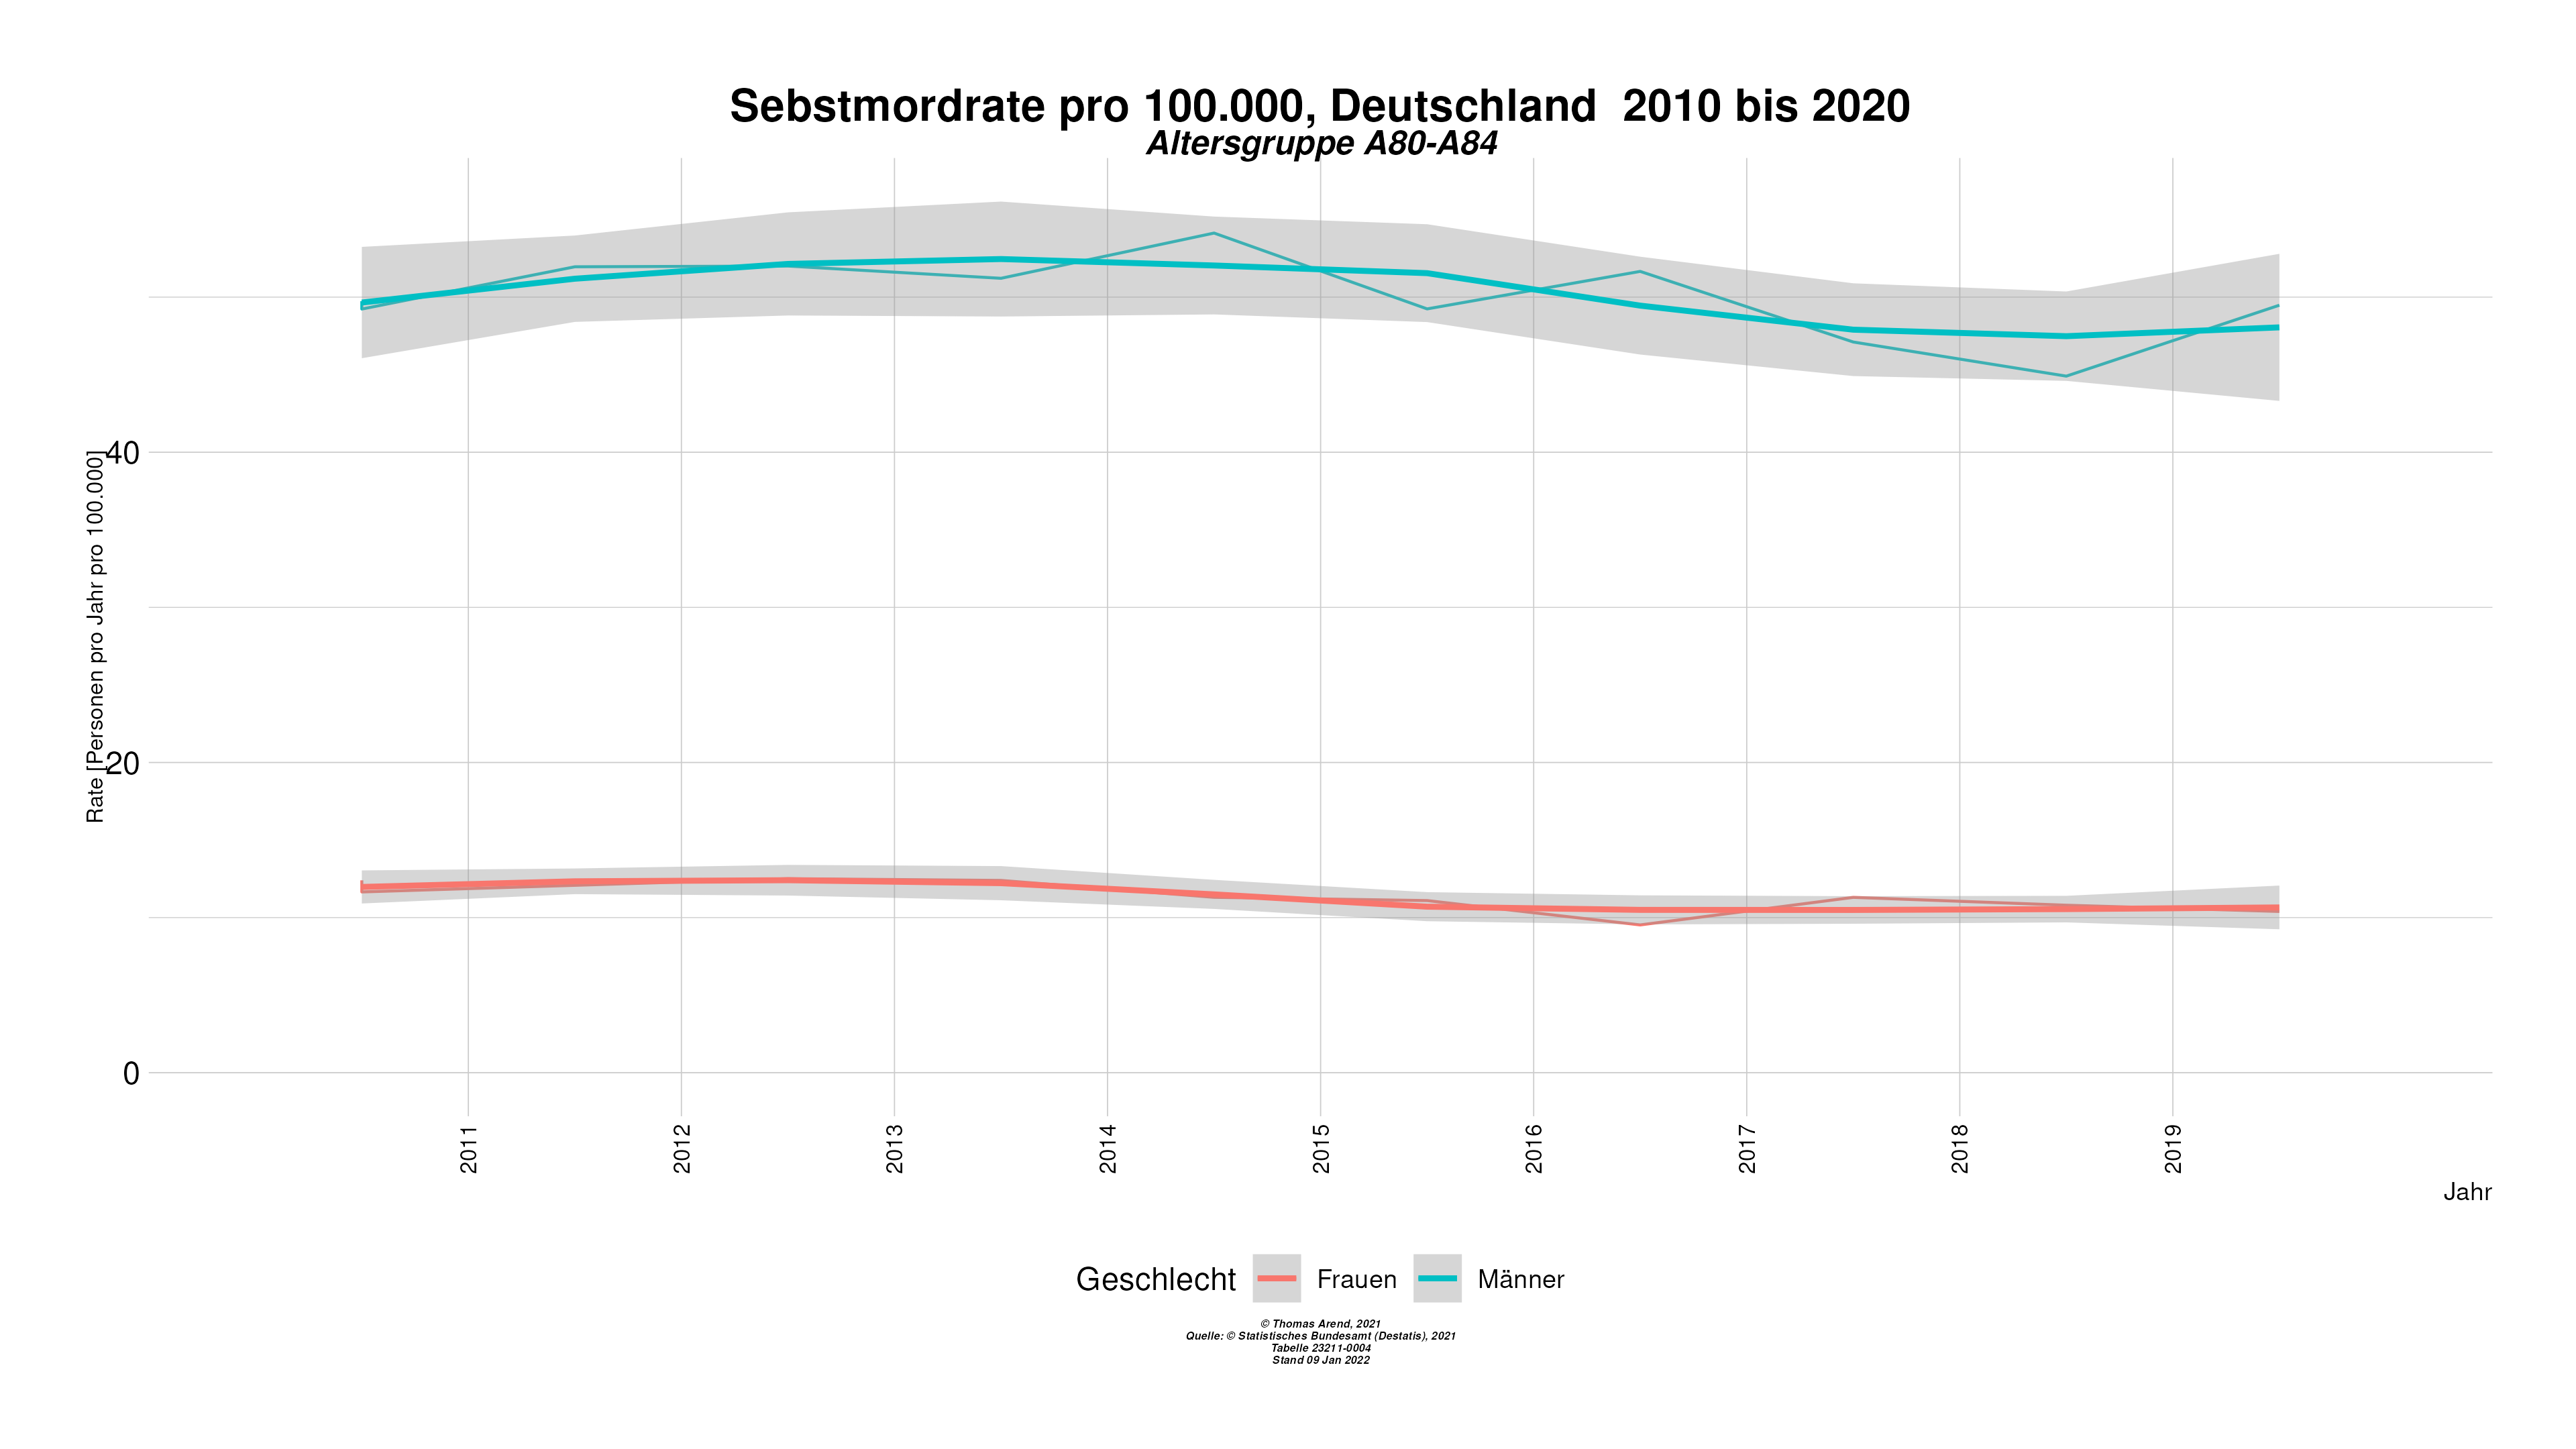 Sebstmordrate pro 100.000, Deutschland  2010 bis 2020
Altersgruppe A80-A84
Rate [Personen pro Jahr pro 100.000]
40
20
0
2011
2012
2013
2014
2015
2016
2017
2018
2019
Jahr
Geschlecht Frauen Männer
© Thomas Arend, 2021
Quelle: © Statistisches Bundesamt (Destatis), 2021
Tabelle 23211-0004
Stand 09 Jan 2022